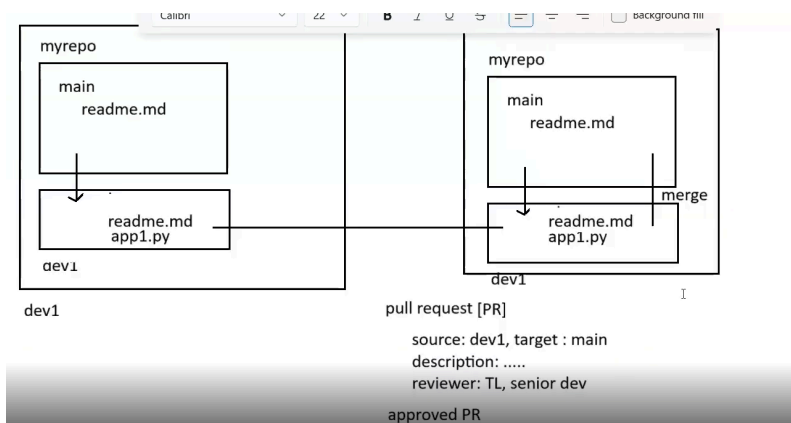 Calibri 22 B I U S Background fill
myrepo
main
readme.md
readme.md
app1.py
dev1
dev1
myrepo
main
readme.md
merge
readme.md
app1.py
dev1
pull request [PR]
source: dev1, target : main
description: .....
reviewer: TL, senior dev
approved PR